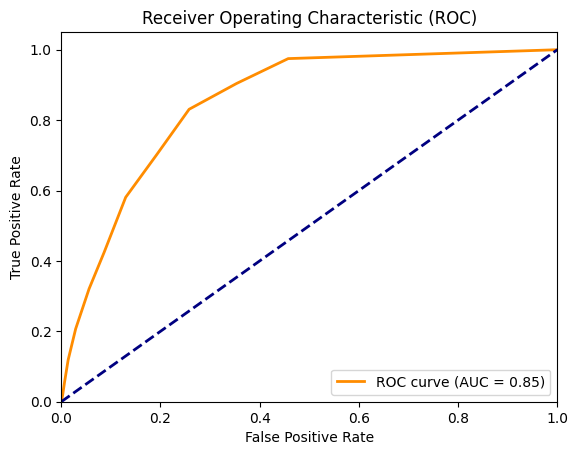 Receiver Operating Characteristic (ROC)
1.0
0.8
0.6
0.4
0.2
0.0
True Positive Rate
ROC curve (AUC = 0.85)
0.0 0.2 0.4 0.6 0.8 1.0
False Positive Rate